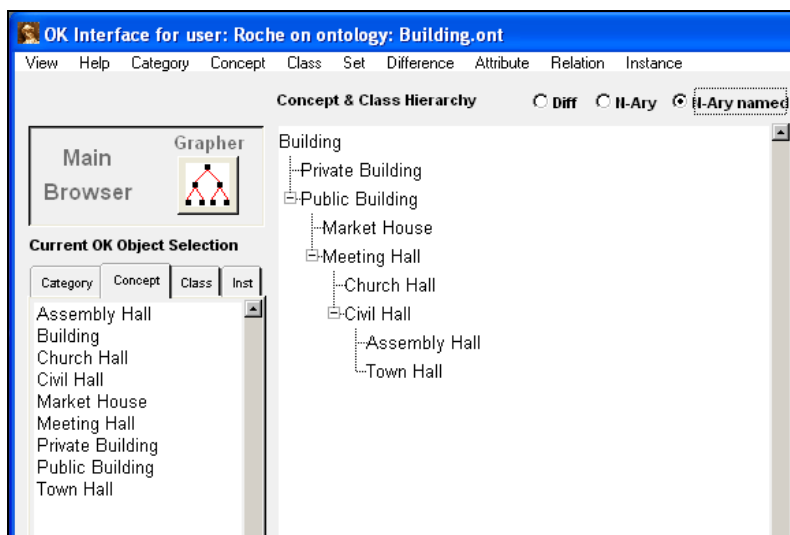 OK Interface for user: Roche on ontology: Building.ont
View Help Category Concept Class Set Difference Attribute Relation Instance
Concept & Class Hierarchy Diff N-Ary N-Ary named
Main Browser
Grapher
Current OK Object Selection
Category Concept Class Inst
Assembly Hall
Building
Church Hall
Civil Hall
Market House
Meeting Hall
Private Building
Public Building
Town Hall
Building
Private Building
Public Building
Market House
Meeting Hall
Church Hall
Civil Hall
Assembly Hall
Town Hall